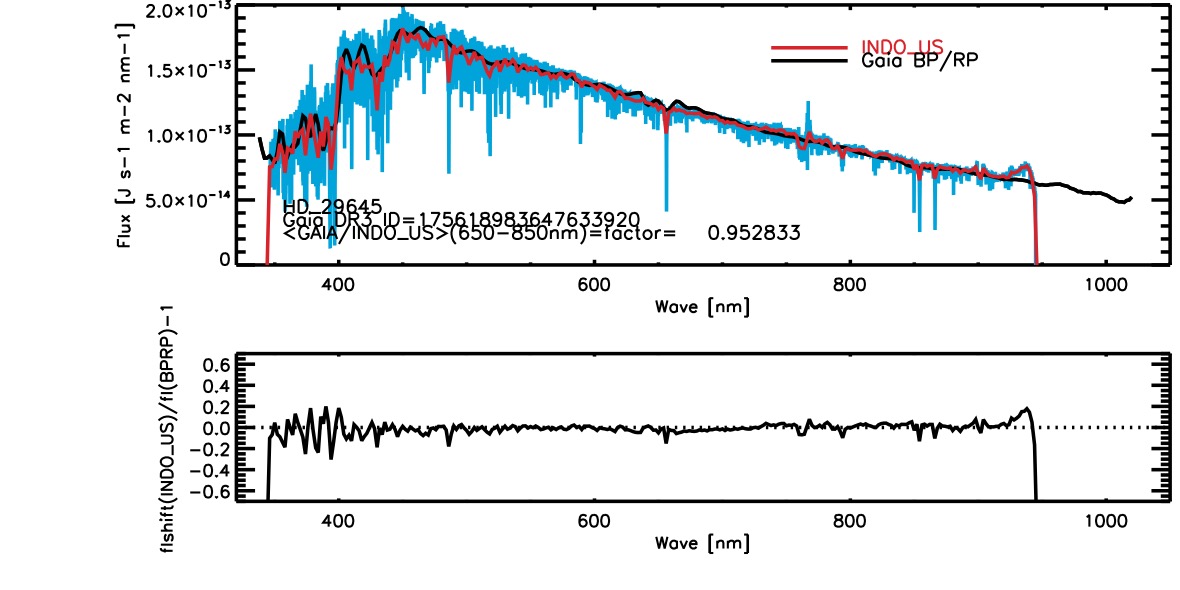 2.0×10−13
1.5×10−13
1.0×10−13
5.0×10−14
0
Flux [J s−1 m−2 nm−1]
INDO_US
Gaia BP/RP
HD_29645
Gaia DR3 ID=175618983647633920
<GAIA/INDO_US>(650−850nm)=factor= 0.952833
400 600 800 1000
Wave [nm]
flshift(INDO_US)/fl(BPRP)−1
0.6
0.4
0.2
0.0
−0.2
−0.4
−0.6
400 600 800 1000
Wave [nm]